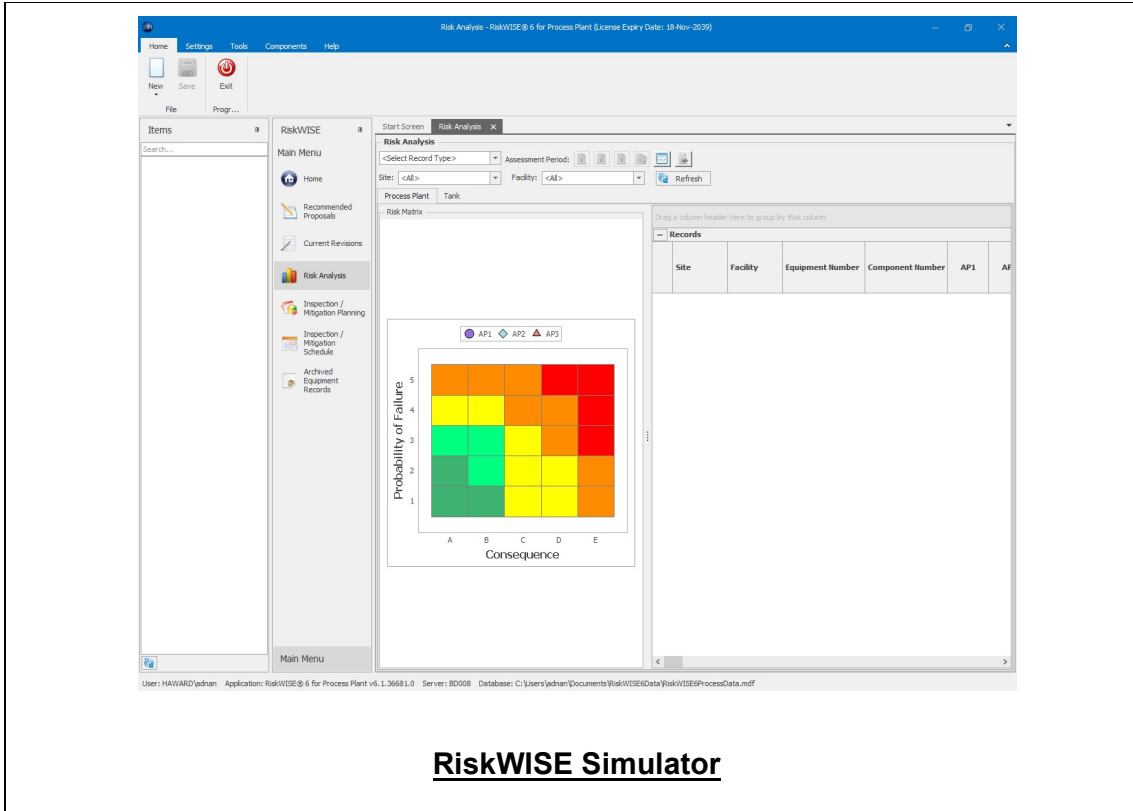 Risk Analysis - RiskWISE® 6 for Process Plant (License Expiry Date: 18-Nov-2039)
Home Settings Tools Components Help
New Save Exit
File Progr...
Items
Search...
RiskWISE
Main Menu
Home
Recommended
Proposals
Current Revisions
Risk Analysis
Inspection /
Mitigation Planning
Inspection /
Mitigation
Schedule
Archived
Equipment
Records
Main Menu
Start Screen Risk Analysis
Risk Analysis
<Select Record Type> Assessment Period:
Site: <All> Facility: <All> Refresh
Process Plant Tank
Risk Matrix
AP1 AP2 AP3
Probability of Failure
5
4
3
2
1
A B C D E
Consequence
Drag a column header here to group by that column
Records
Site Facility Equipment Number Component Number AP1 AP
User: HAWARD\adnan Application: RiskWISE® 6 for Process Plant v6.1.36681.0 Server: BD008 Database: C:\Users\adnan\Documents\RiskWISE6Data\RiskWISE6ProcessData.mdf
RiskWISE Simulator